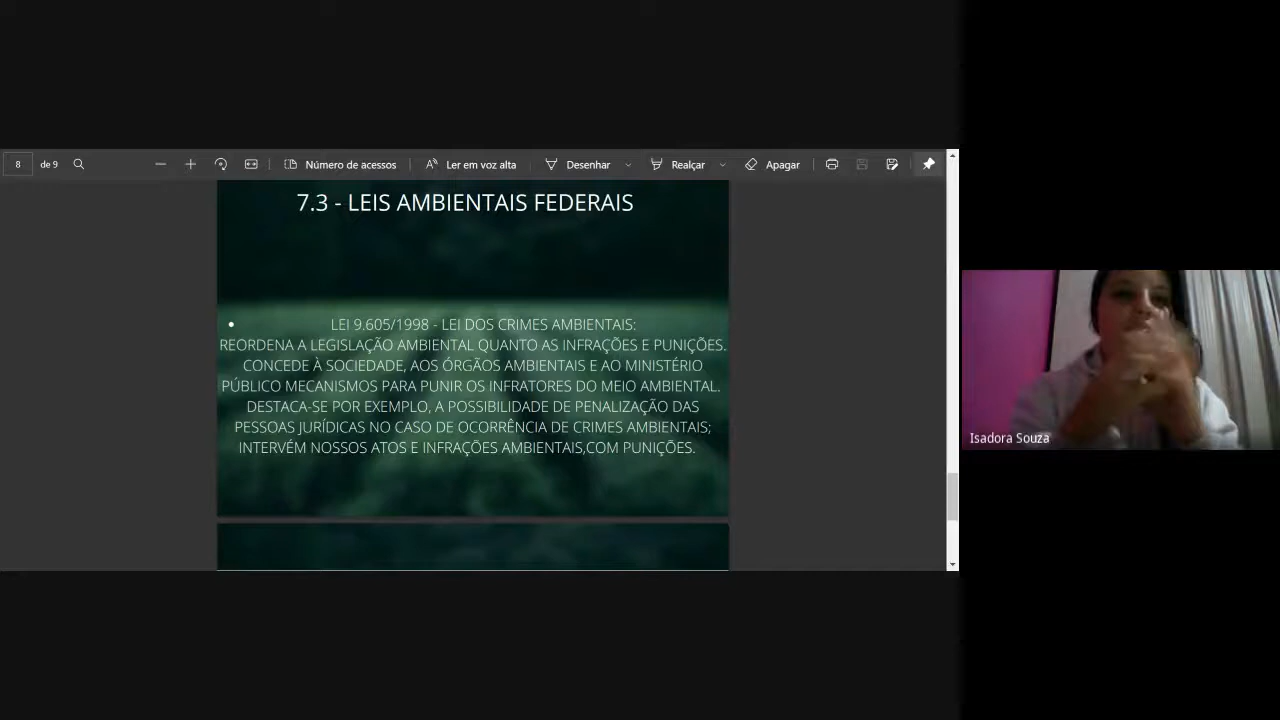 8 de 9 Número de acessos Ler em voz alta Desenhar Realçar Apagar
7.3 - LEIS AMBIENTAIS FEDERAIS
• LEI 9.605/1998 - LEI DOS CRIMES AMBIENTAIS:
REORDENA A LEGISLAÇÃO AMBIENTAL QUANTO AS INFRAÇÕES E PUNIÇÕES.
CONCEDE À SOCIEDADE, AOS ÓRGÃOS AMBIENTAIS E AO MINISTÉRIO
PÚBLICO MECANISMOS PARA PUNIR OS INFRATORES DO MEIO AMBIENTAL.
DESTACA-SE POR EXEMPLO, A POSSIBILIDADE DE PENALIZAÇÃO DAS
PESSOAS JURÍDICAS NO CASO DE OCORRÊNCIA DE CRIMES AMBIENTAIS;
INTERVÉM NOSSOS ATOS E INFRAÇÕES AMBIENTAIS,COM PUNIÇÕES.
Isadora Souza